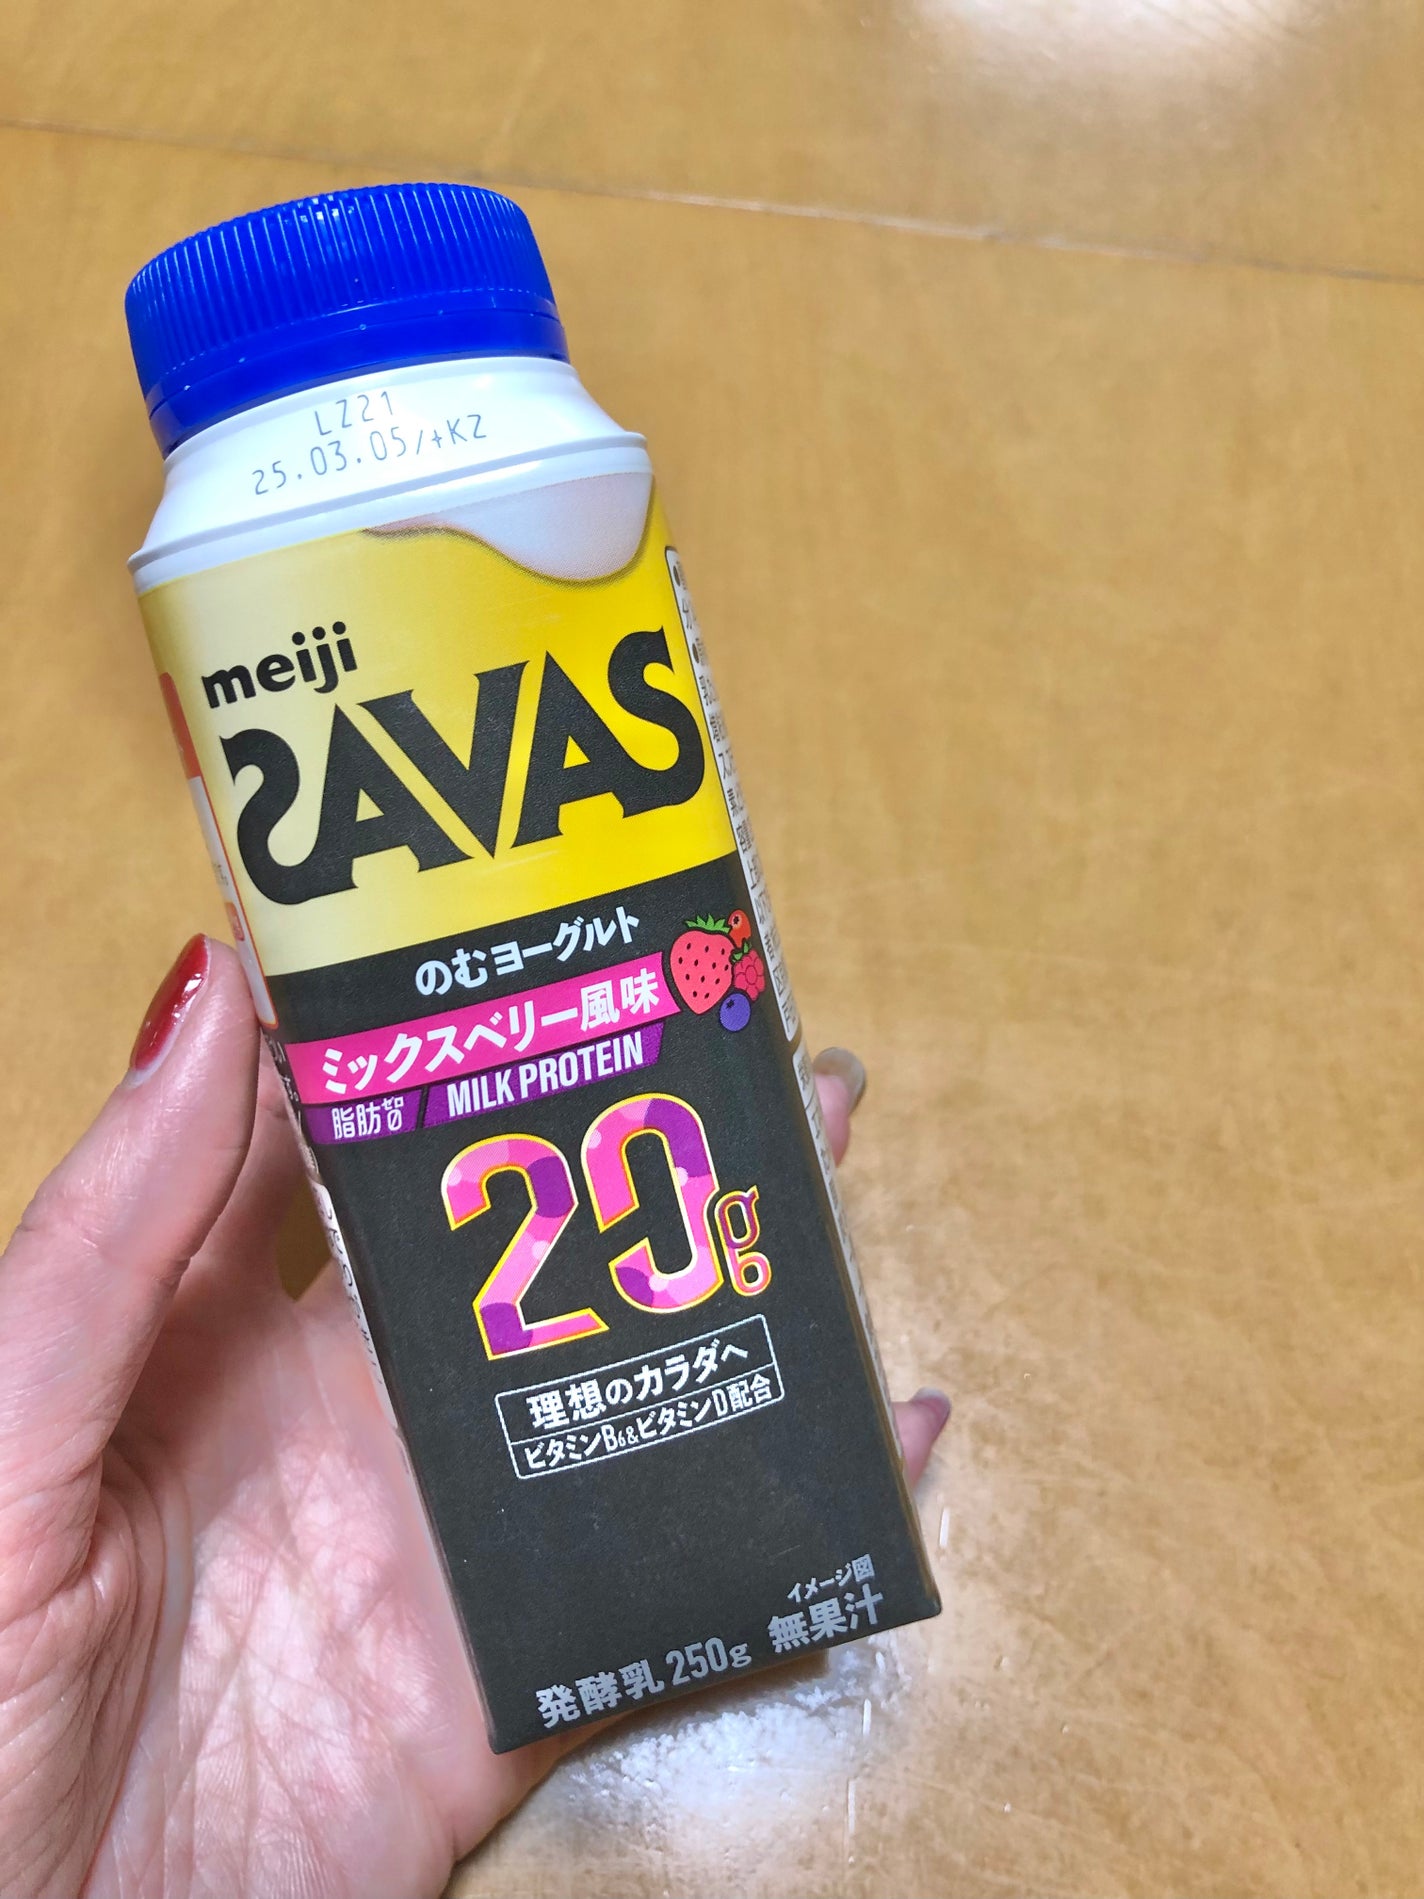 LZ21
25.03.05/+KZ
meiji
SAVAS
のむヨーグルト
ミックスベリー風味
脂肪ゼロ0 MILK PROTEIN
20g
理想のカラダへ
ビタミンB6&ビタミンD配合
イメージ図
発酵乳 250g 無果汁